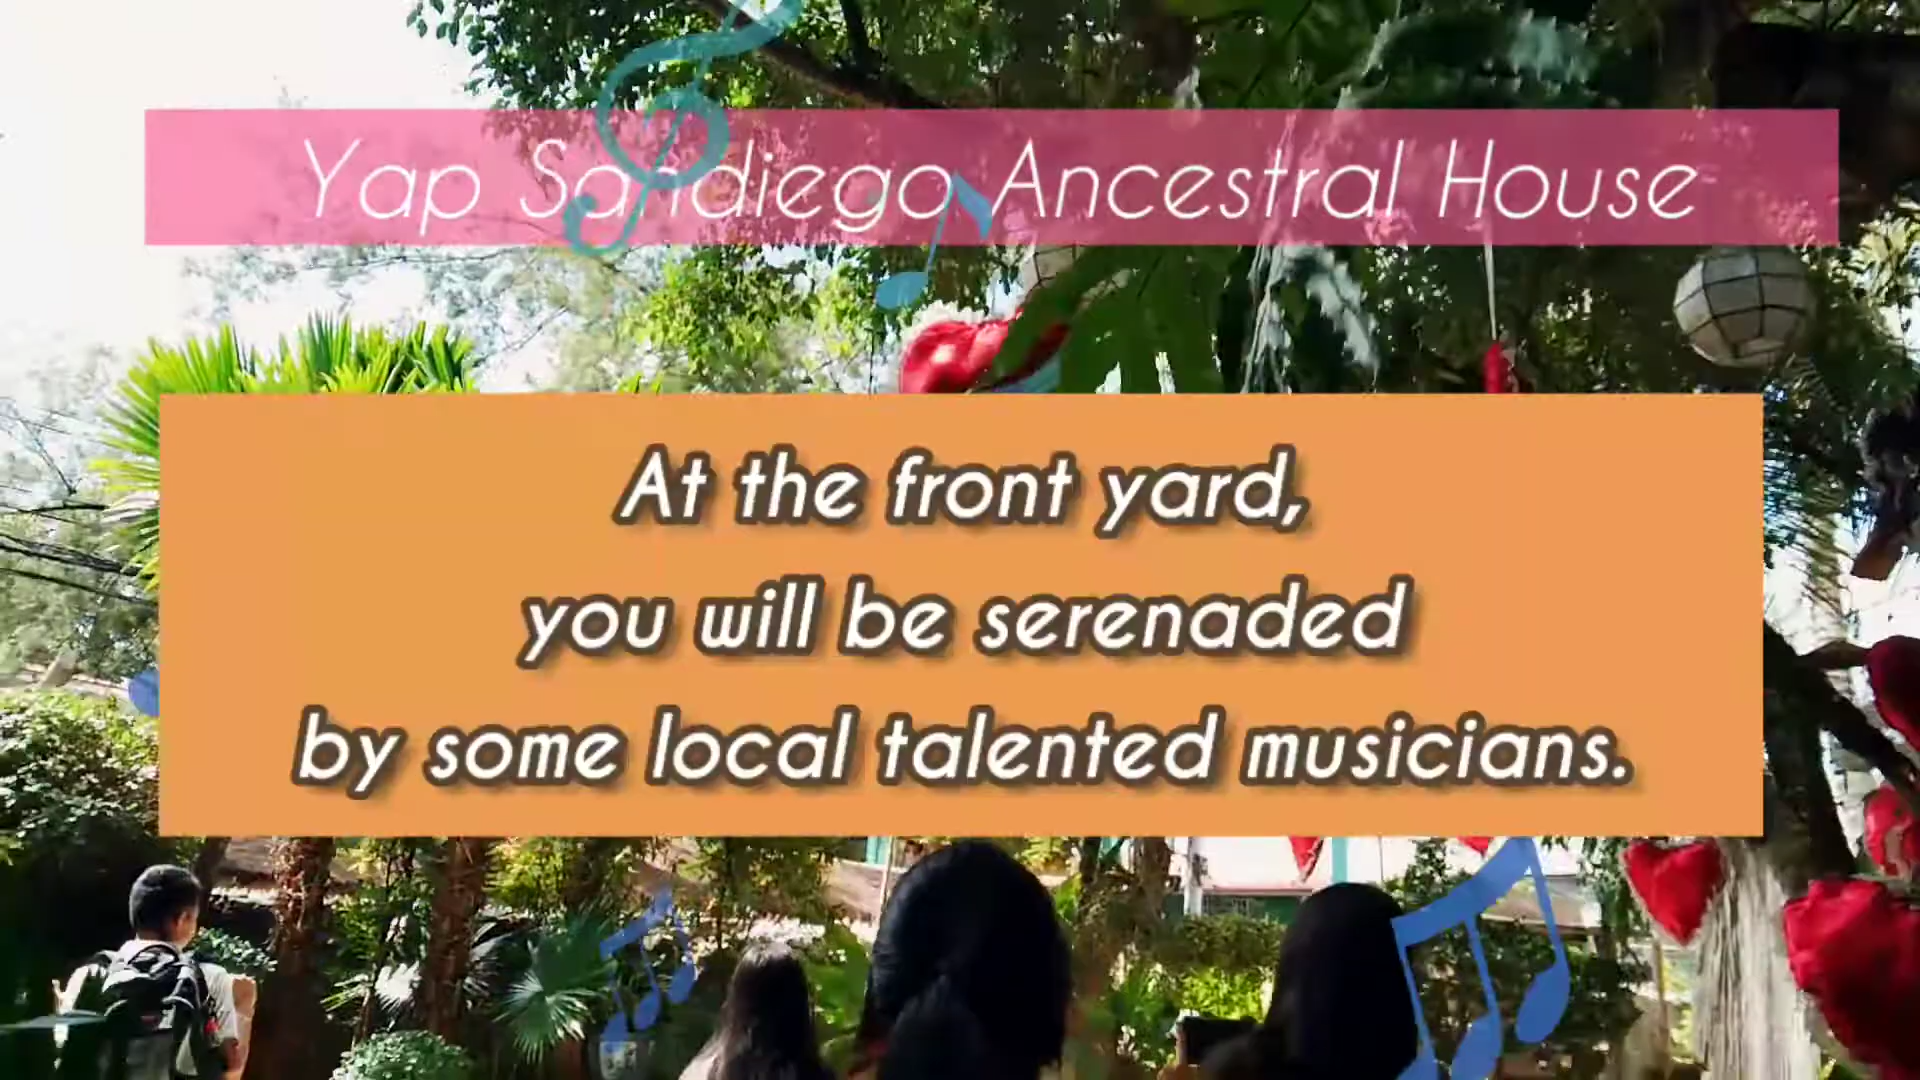 Yap Sandiego Ancestral House
At the front yard,
you will be serenaded
by some local talented musicians.